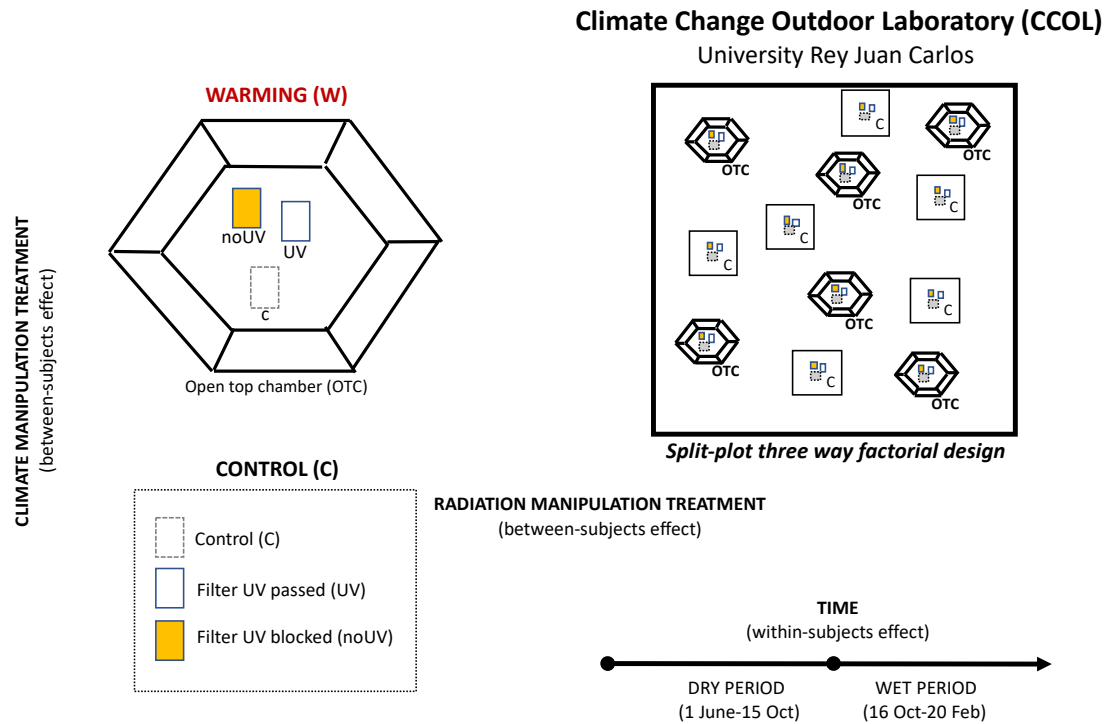 Climate Change Outdoor Laboratory (CCOL)
University Rey Juan Carlos
WARMING (W)
noUV
UV
c
Open top chamber (OTC)
CLIMATE MANIPULATION TREATMENT
(between-subjects effect)
C
OTC
OTC
OTC
C
C
C
OTC
C
OTC
C
OTC
Split-plot three way factorial design
CONTROL (C)
Control (C)
Filter UV passed (UV)
Filter UV blocked (noUV)
RADIATION MANIPULATION TREATMENT
(between-subjects effect)
TIME
(within-subjects effect)
DRY PERIOD
(1 June-15 Oct)
WET PERIOD
(16 Oct-20 Feb)